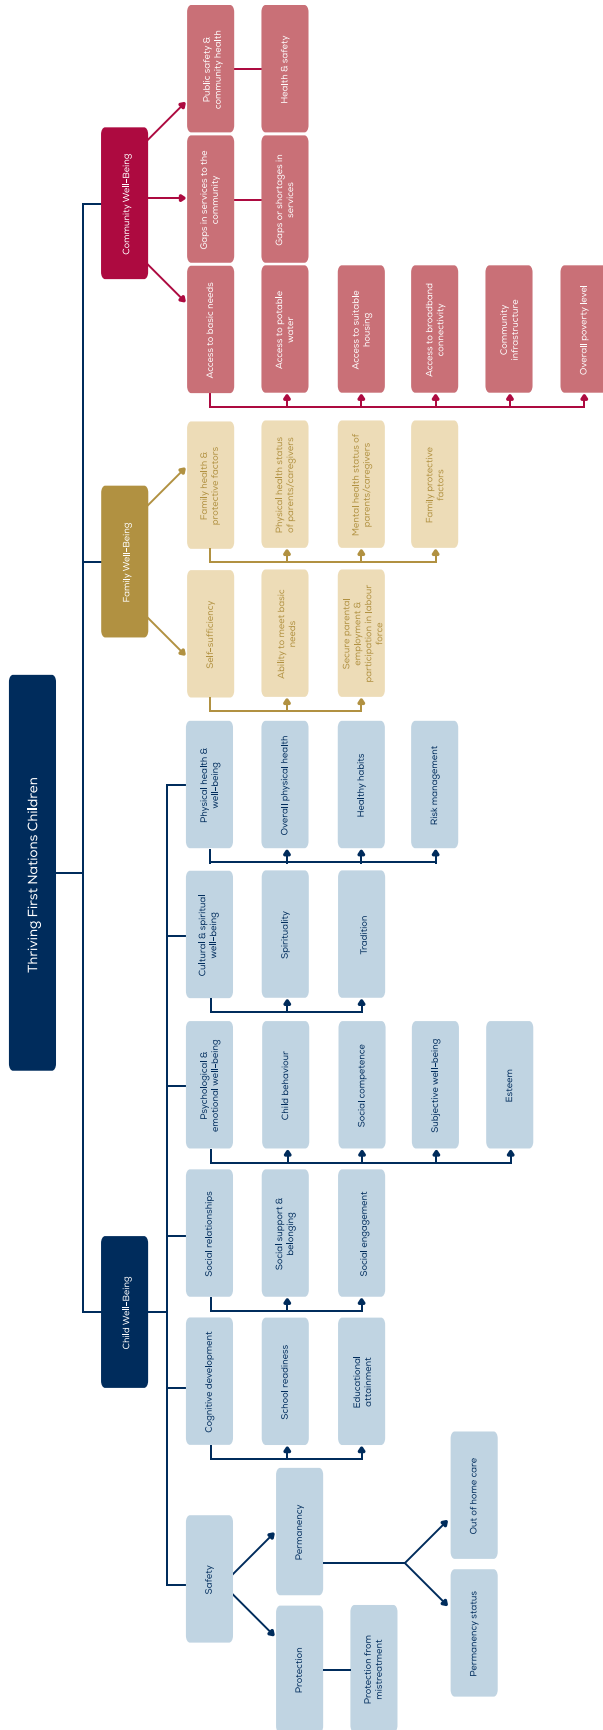 Thriving First Nations Children
Child Well-Being
Family Well-Being
Community Well-Being
Safety
Protection
Protection from
mistreatment
Permanency
Permanency status
Out of home care
Cognitive development
School readiness
Educational
attainment
Social relationships
Social support &
belonging
Social engagement
Psychological &
emotional well-being
Child behaviour
Social competence
Subjective well-being
Esteem
Cultural & spiritual
well-being
Spirituality
Tradition
Physical health &
well-being
Overall physical health
Healthy habits
Risk management
Self-sufficiency
Ability to meet basic
needs
Secure parental
employment &
participation in labour
force
Family health &
protective factors
Physical health status
of parents/caregivers
Mental health status of
parents/caregivers
Family protective
factors
Access to basic needs
Access to potable
water
Access to suitable
housing
Access to broadband
connectivity
Community
infrastructure
Overall poverty level
Gaps in services to the
community
Gaps or shortages in
services
Public safety &
community health
Health & safety